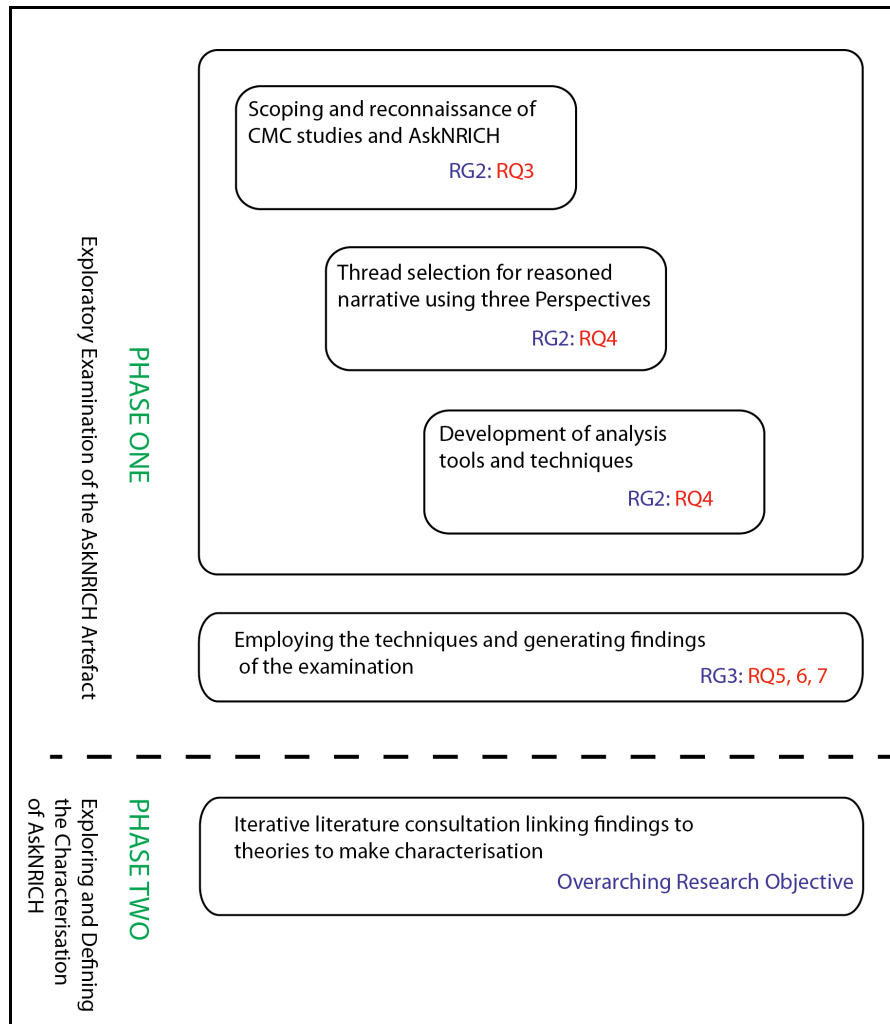 Exploratory Examination of the AskNRICH Artefact
PHASE ONE
Scoping and reconnaissance of
CMC studies and AskNRICH
RG2: RQ3
Thread selection for reasoned
narrative using three Perspectives
RG2: RQ4
Development of analysis
tools and techniques
RG2: RQ4
Employing the techniques and generating findings
of the examination
RG3: RQ5, 6, 7
Exploring and Defining
the Characterisation
of AskNRICH
PHASE TWO
Iterative literature consultation linking findings to
theories to make characterisation
Overarching Research Objective